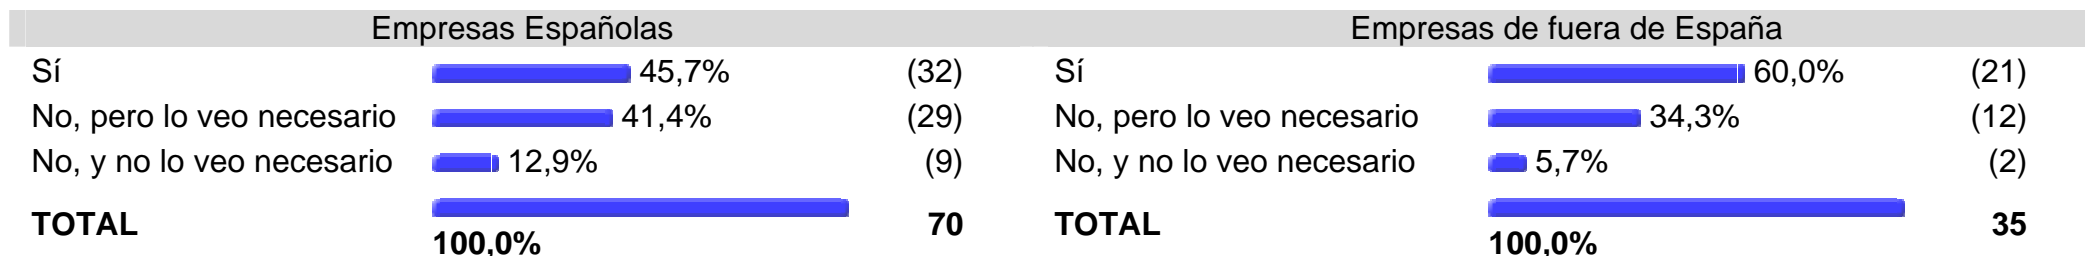 Empresas Españolas Empresas de fuera de España
Sí 45,7% (32) Sí 60,0% (21)
No, pero lo veo necesario 41,4% (29) No, pero lo veo necesario 34,3% (12)
No, y no lo veo necesario 12,9% (9) No, y no lo veo necesario 5,7% (2)
TOTAL 70 TOTAL 35
100,0% 100,0%